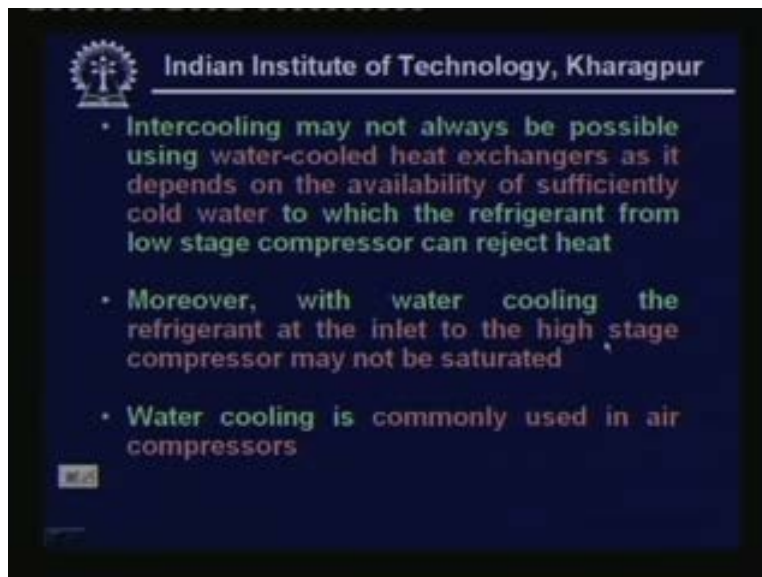 Indian Institute of Technology, Kharagpur
• Intercooling may not always be possible
using water-cooled heat exchangers as it
depends on the availability of sufficiently
cold water to which the refrigerant from
low stage compressor can reject heat
• Moreover, with water cooling the
refrigerant at the inlet to the high stage
compressor may not be saturated
• Water cooling is commonly used in air
compressors